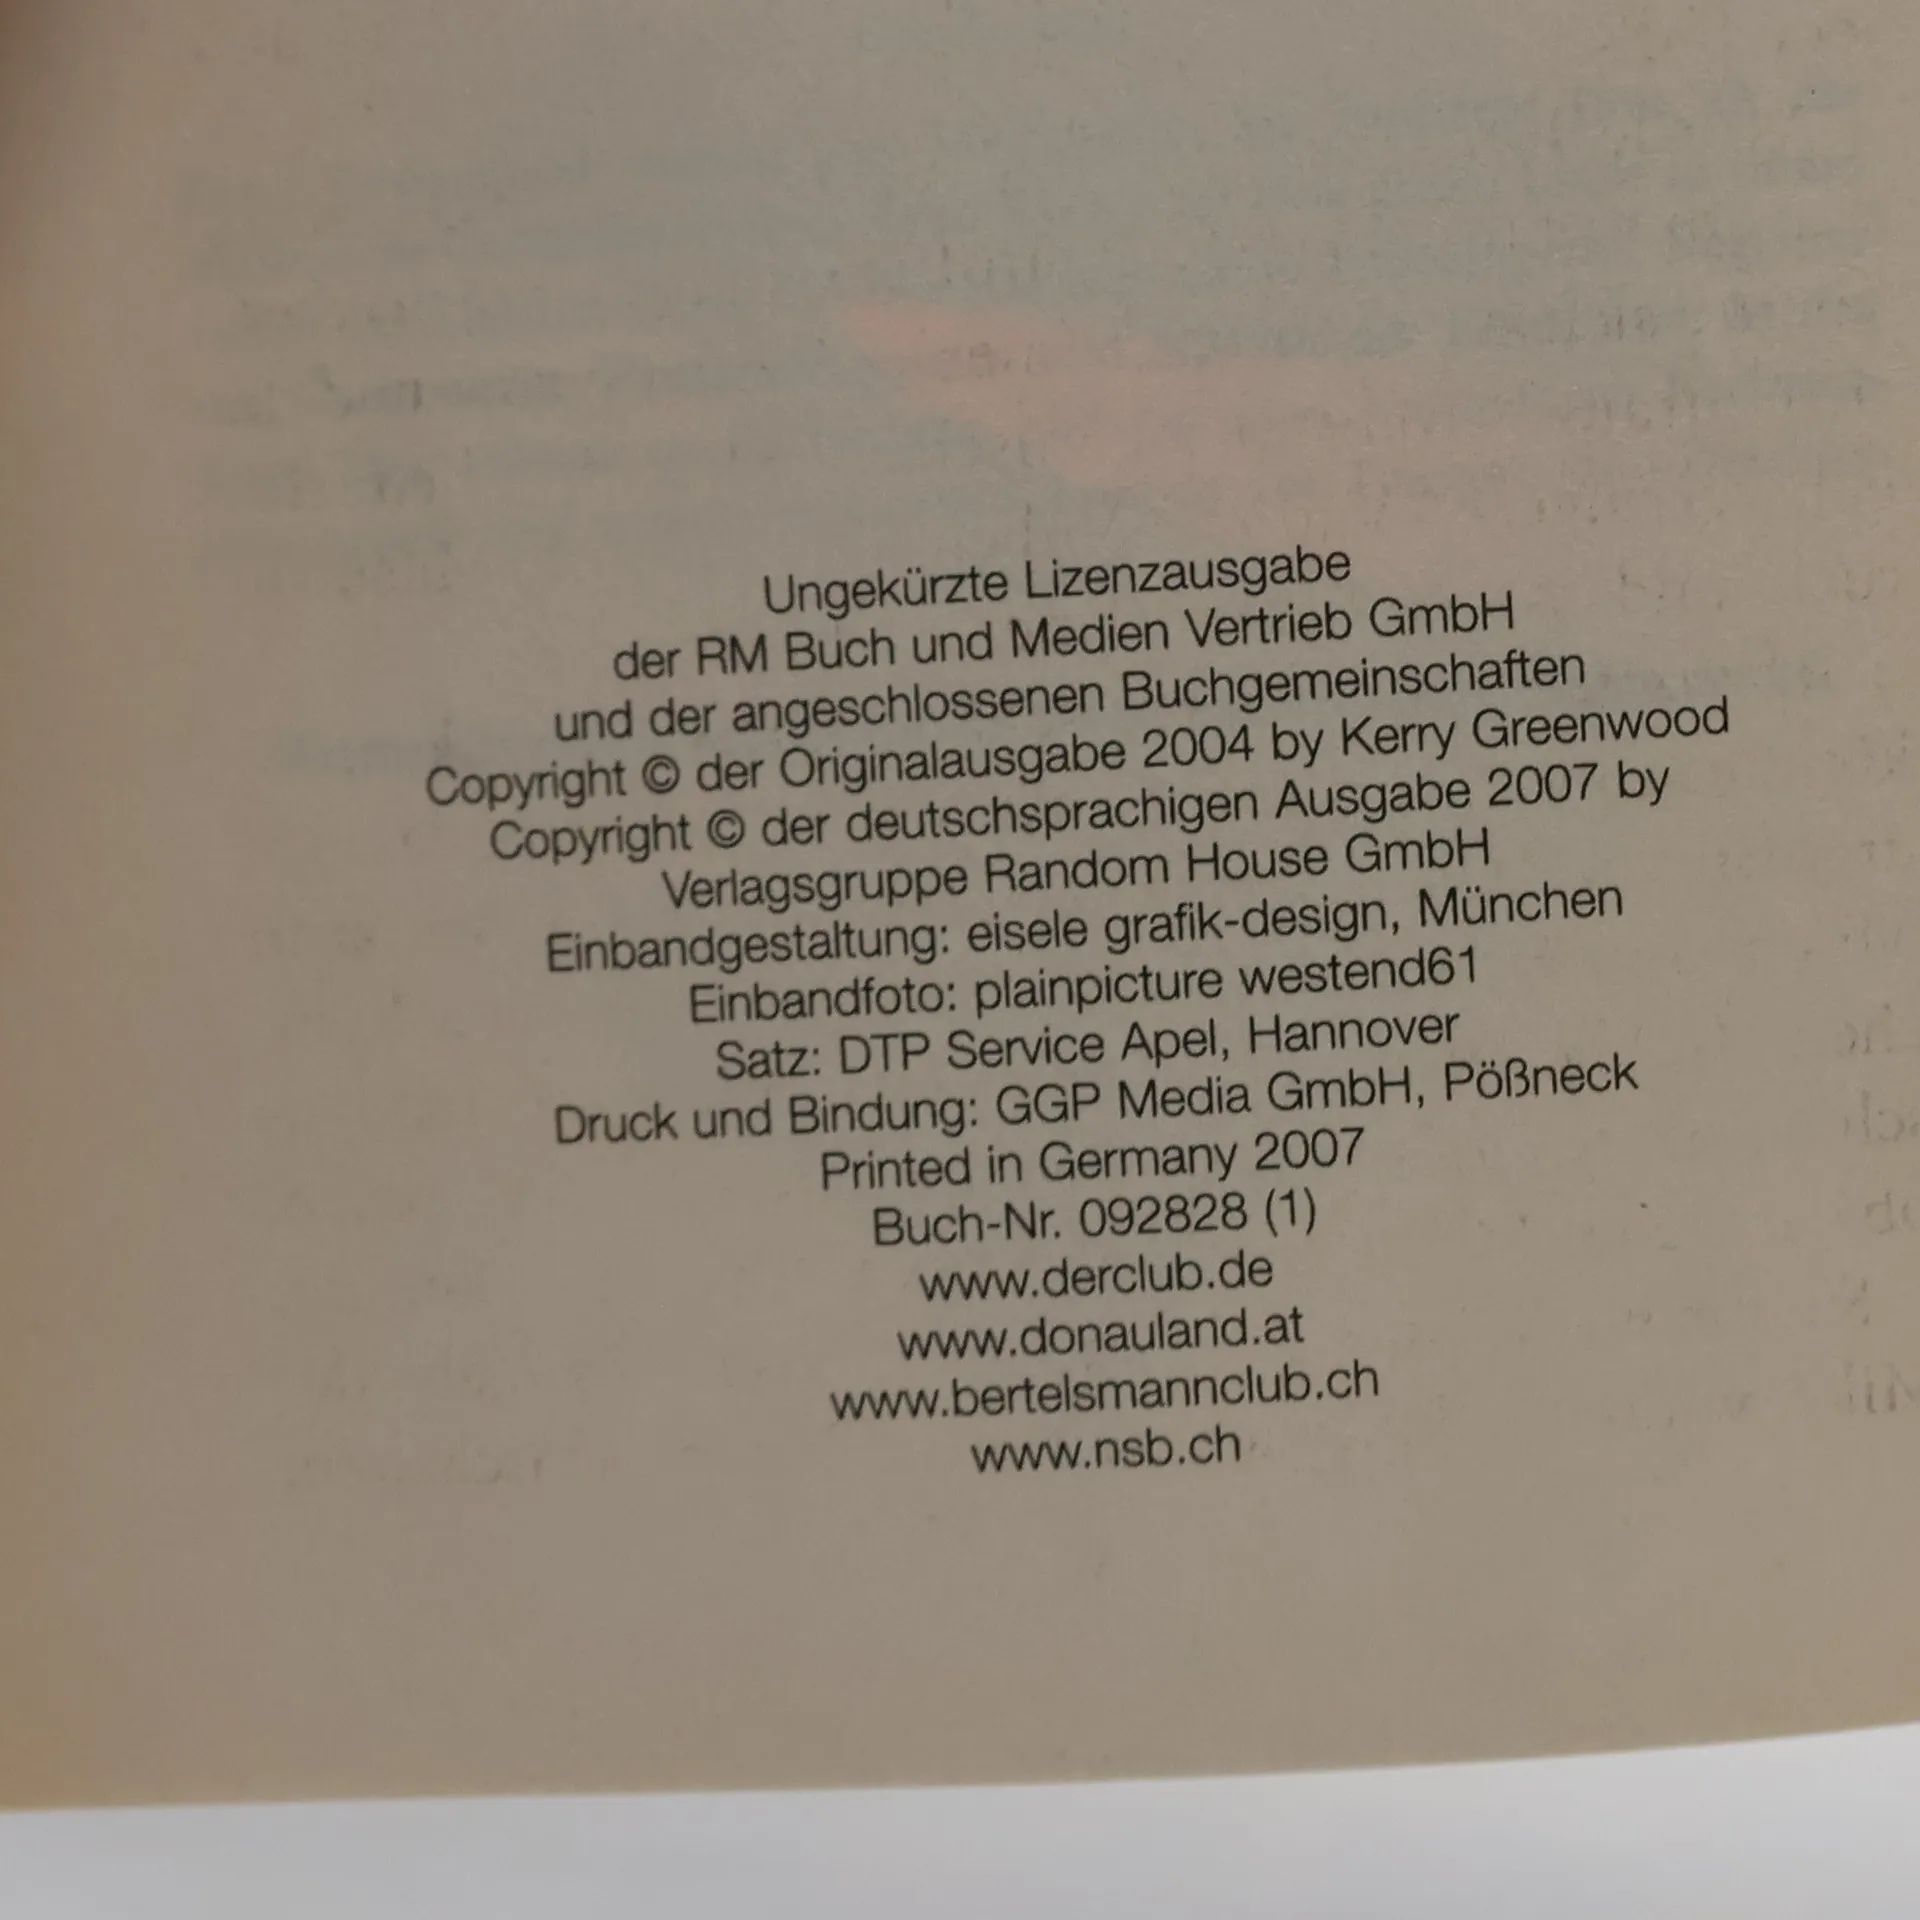 Ungekürzte Lizenzausgabe
der RM Buch und Medien Vertrieb GmbH
und der angeschlossenen Buchgemeinschaften
Copyright © der Originalausgabe 2004 by Kerry Greenwood
Copyright © der deutschsprachigen Ausgabe 2007 by
Verlagsgruppe Random House GmbH
Einbandgestaltung: eisele grafik-design, München
Einbandfoto: plainpicture westend61
Satz: DTP Service Apel, Hannover
Druck und Bindung: GGP Media GmbH, Pößneck
Printed in Germany 2007
Buch-Nr. 092828 (1)
www.derclub.de
www.donauland.at
www.bertelsmannclub.ch
www.nsb.ch